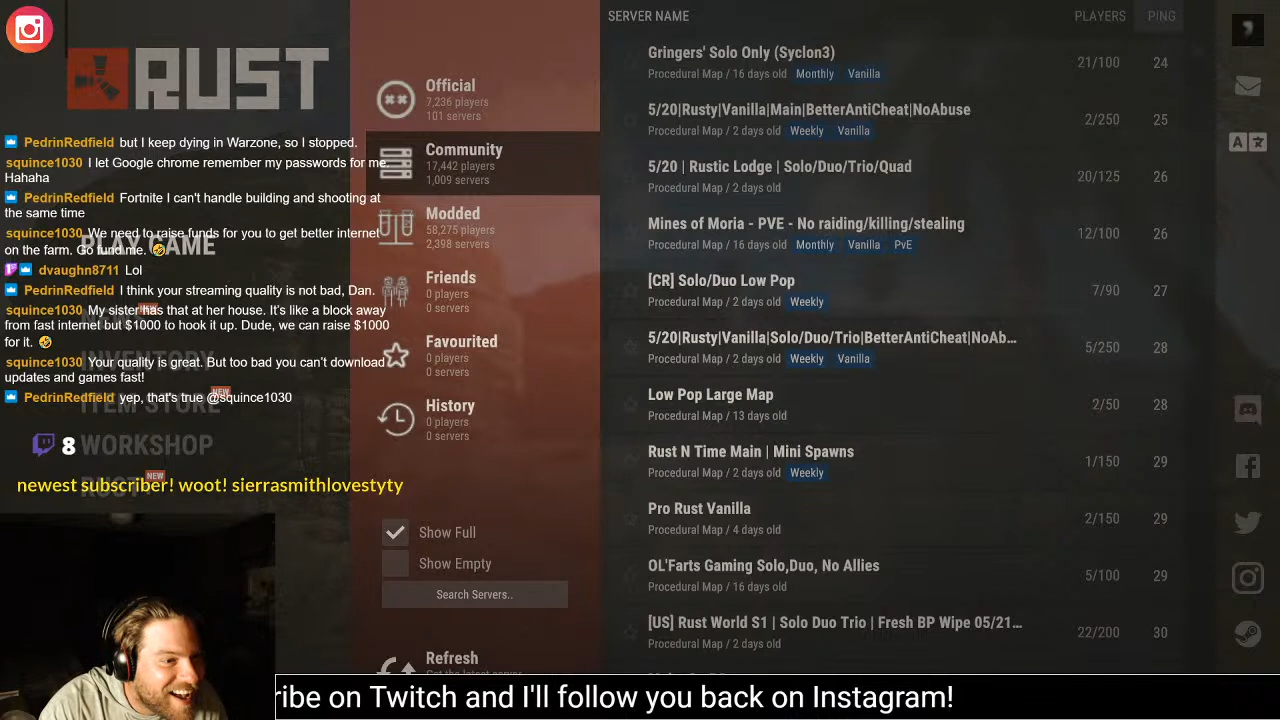 RUST
PedrinRedfield but I keep dying in Warzone, so I stopped.
squince1030 I let Google chrome remember my passwords for me.
Hahaha
PedrinRedfield Fortnite I can't handle building and shooting at
the same time
squince1030 We need to raise funds for you to get better internet
on the farm. Go fund me. 🤣
PLAY GAME
dvaughn8711 Lol
PedrinRedfield I think your streaming quality is not bad, Dan.
squince1030 My sister has that at her house. It's like a block away
from fast internet but $1000 to hook it up. Dude, we can raise $1000
for it. 🤣
INVENTORY
squince1030 Your quality is great. But too bad you can't download
updates and games fast!
NEW
PedrinRedfield yep, that's true @squince1030
ITEM STORE
8
WORKSHOP
NEW
newest subscriber! woot! sierrasmithlovestyty
Official
7,236 players
101 servers
Community
17,442 players
1,009 servers
Modded
58,275 players
2,398 servers
Friends
0 players
0 servers
Favourited
0 players
0 servers
History
0 players
0 servers
Show Full
Show Empty
Search Servers..
Refresh
SERVER NAME PLAYERS PING
Gringers' Solo Only (Syclon3) 21/100 24
Procedural Map / 16 days old Monthly Vanilla
5/20|Rusty|Vanilla|Main|BetterAntiCheat|NoAbuse 2/250 25
Procedural Map / 2 days old Weekly Vanilla
5/20 | Rustic Lodge | Solo/Duo/Trio/Quad 20/125 26
Procedural Map / 2 days old
Mines of Moria - PVE - No raiding/killing/stealing 12/100 26
Procedural Map / 16 days old Monthly Vanilla PvE
[CR] Solo/Duo Low Pop 7/90 27
Procedural Map / 2 days old Weekly
5/20|Rusty|Vanilla|Solo/Duo/Trio|BetterAntiCheat|NoAb... 5/250 28
Procedural Map / 2 days old Weekly Vanilla
Low Pop Large Map 2/50 28
Procedural Map / 13 days old
Rust N Time Main | Mini Spawns 1/150 29
Procedural Map / 2 days old Weekly
Pro Rust Vanilla 2/150 29
Procedural Map / 4 days old
OL'Farts Gaming Solo,Duo, No Allies 5/100 29
Procedural Map / 16 days old
[US] Rust World S1 | Solo Duo Trio | Fresh BP Wipe 05/21... 22/200 30
Procedural Map / 2 days old
ribe on Twitch and I'll follow you back on Instagram!